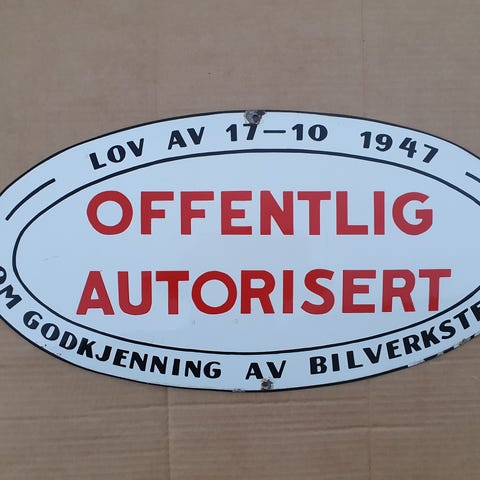 LOV AV 17-10 1947
OFFENTLIG
AUTORISERT
OM GODKJENNING AV BILVERKSTE